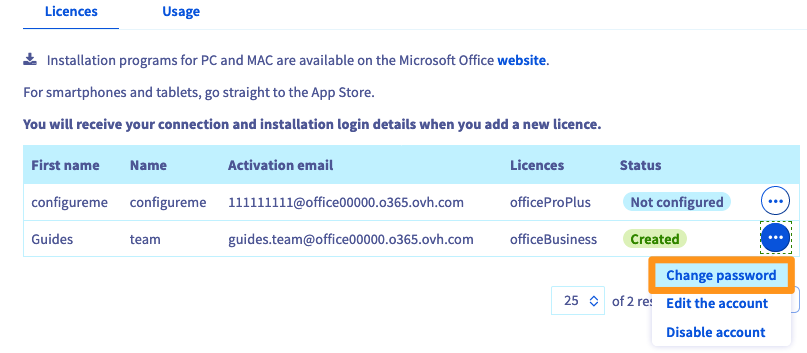 Licences Usage
Installation programs for PC and MAC are available on the Microsoft Office website.
For smartphones and tablets, go straight to the App Store.
You will receive your connection and installation login details when you add a new licence.
First name Name Activation email Licences Status
configureme configureme 111111111@office00000.o365.ovh.com officeProPlus Not configured
Guides team guides.team@office00000.o365.ovh.com officeBusiness Created
Change password
25 of 2 res
Edit the account
Disable account